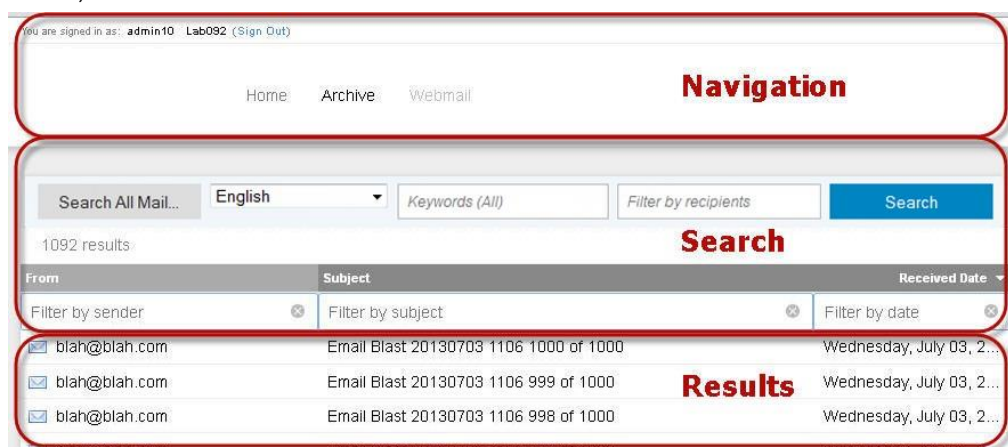 You are signed in as: admin10 Lab092 (Sign Out)
Home Archive Webmail Navigation
Search All Mail... English Keywords (All) Filter by recipients Search
1092 results Search
From Subject Received Date
Filter by sender Filter by subject Filter by date
blah@blah.com Email Blast 20130703 1106 1000 of 1000 Wednesday, July 03, 2...
blah@blah.com Email Blast 20130703 1106 999 of 1000 Wednesday, July 03, 2...
Results
blah@blah.com Email Blast 20130703 1106 998 of 1000 Wednesday, July 03, 2...